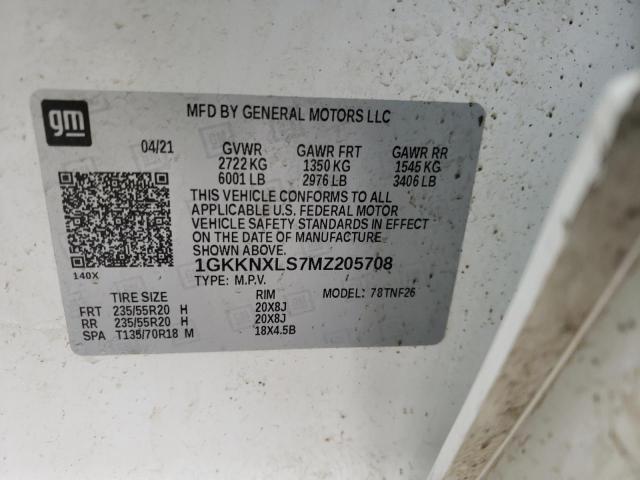 gm
MFD BY GENERAL MOTORS LLC
04/21 GVWR GAWR FRT GAWR RR
2722 KG 1350 KG 1545 KG
6001 LB 2976 LB 3406 LB
THIS VEHICLE CONFORMS TO ALL
APPLICABLE U.S. FEDERAL MOTOR
VEHICLE SAFETY STANDARDS IN EFFECT
ON THE DATE OF MANUFACTURE
SHOWN ABOVE.
140X
1GKKNXLS7MZ205708
TYPE: M.P.V. MODEL: 78TNF26
TIRE SIZE RIM
FRT 235/55R20 H 20X8J
RR 235/55R20 H 20X8J
SPA T135/70R18 M 18X4.5B